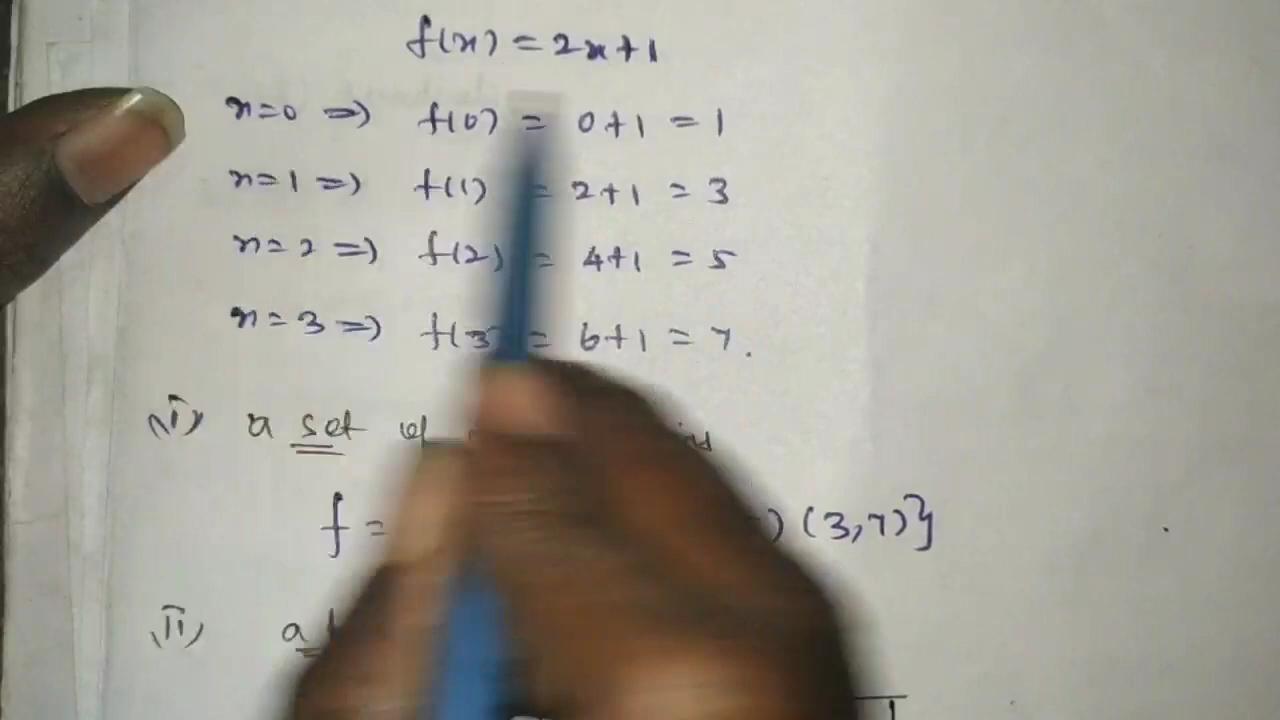 f(x) = 2x+1
x=0 => f(0) = 0+1 = 1
x=1 => f(1) = 2+1 = 3
x=2 => f(2) = 4+1 = 5
x=3 => f(3 = 6+1 = 7.
(i) a set of
f = ) (3,7)}
(ii) a